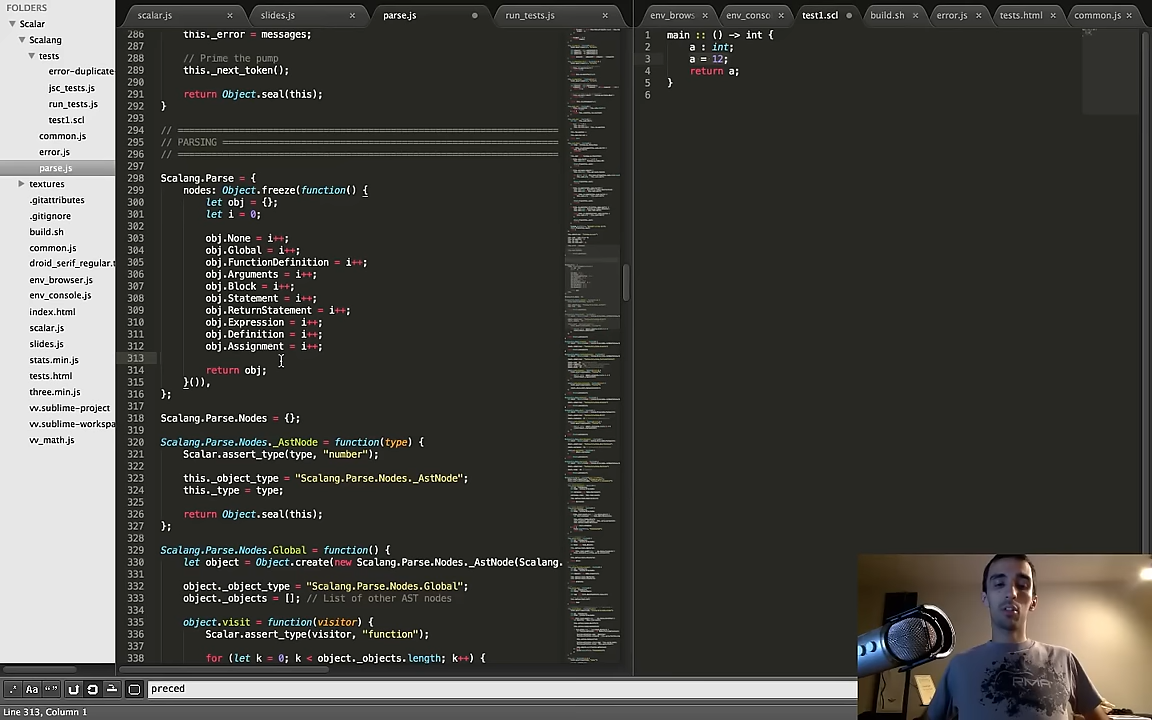 FOLDERS
Scalar
Scalang
tests
error-duplicate
jsc_tests.js
run_tests.js
test1.scl
common.js
error.js
parse.js
textures
.gitattributes
.gitignore
build.sh
common.js
droid_serif_regular.t
env_browser.js
env_console.js
index.html
scalar.js
slides.js
stats.min.js
tests.html
three.min.js
vv.sublime-project
vv.sublime-workspa
vv_math.js
scalar.js × slides.js × parse.js run_tests.js ×
286 this._error = messages;
287
288 // Prime the pump
289 this._next_token();
290
291 return Object.seal(this);
292 }
293
294 //
295 // PARSING
296 //
297
298 Scalang.Parse = {
299 nodes: Object.freeze(function() {
300 let obj = {};
301 let i = 0;
302
303 obj.None = i++;
304 obj.Global = i++;
305 obj.FunctionDefinition = i++;
306 obj.Arguments = i++;
307 obj.Block = i++;
308 obj.Statement = i++;
309 obj.ReturnStatement = i++;
310 obj.Expression = i++;
311 obj.Definition = i++;
312 obj.Assignment = i++;
313
314 return obj;
315 }()),
316 };
317
318 Scalang.Parse.Nodes = {};
319
320 Scalang.Parse.Nodes._AstNode = function(type) {
321 Scalar.assert_type(type, "number");
322
323 this._object_type = "Scalang.Parse.Nodes._AstNode";
324 this._type = type;
325
326 return Object.seal(this);
327 };
328
329 Scalang.Parse.Nodes.Global = function() {
330 let object = Object.create(new Scalang.Parse.Nodes._AstNode(Scalang.
331
332 object._object_type = "Scalang.Parse.Nodes.Global";
333 object._objects = []; // List of other AST nodes
334
335 object.visit = function(visitor) {
336 Scalar.assert_type(visitor, "function");
337
338 for (let k = 0; k < object._objects.length; k++) {
env_brows × env_conso × test1.scl build.sh × error.js × tests.html × common.js ×
1 main :: () -> int {
2 a : int;
3 a = 12;
4 return a;
5 }
6
.* Aa “”
preced
Line 313, Column 1
RMA